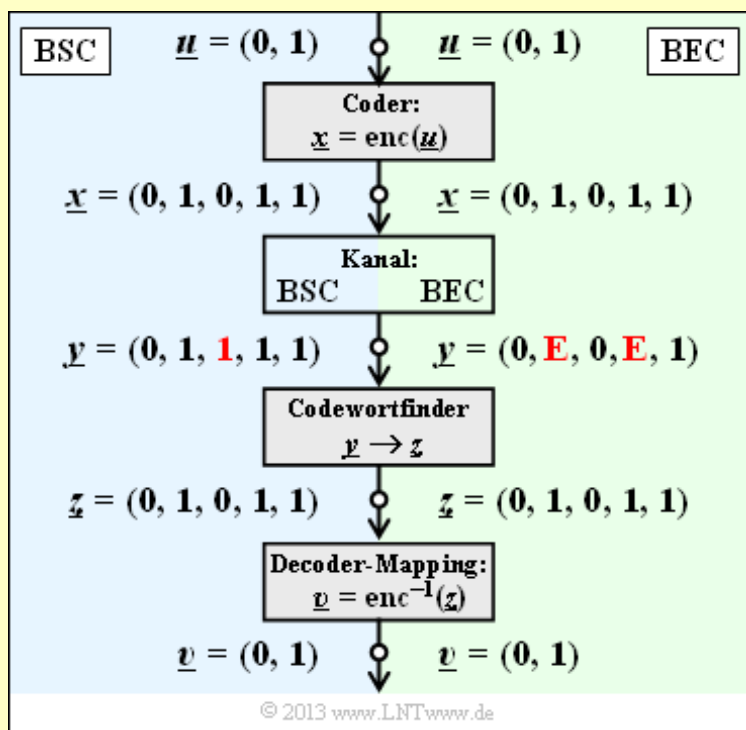 BSC u = (0, 1) u = (0, 1) BEC
Coder:
x = enc(u)
x = (0, 1, 0, 1, 1) x = (0, 1, 0, 1, 1)
Kanal:
BSC BEC
y = (0, 1, 1, 1, 1) y = (0, E, 0, E, 1)
Codewortfinder
y → z
z = (0, 1, 0, 1, 1) z = (0, 1, 0, 1, 1)
Decoder-Mapping:
v = enc⁻¹(z)
v = (0, 1) v = (0, 1)
© 2013 www.LNTwww.de